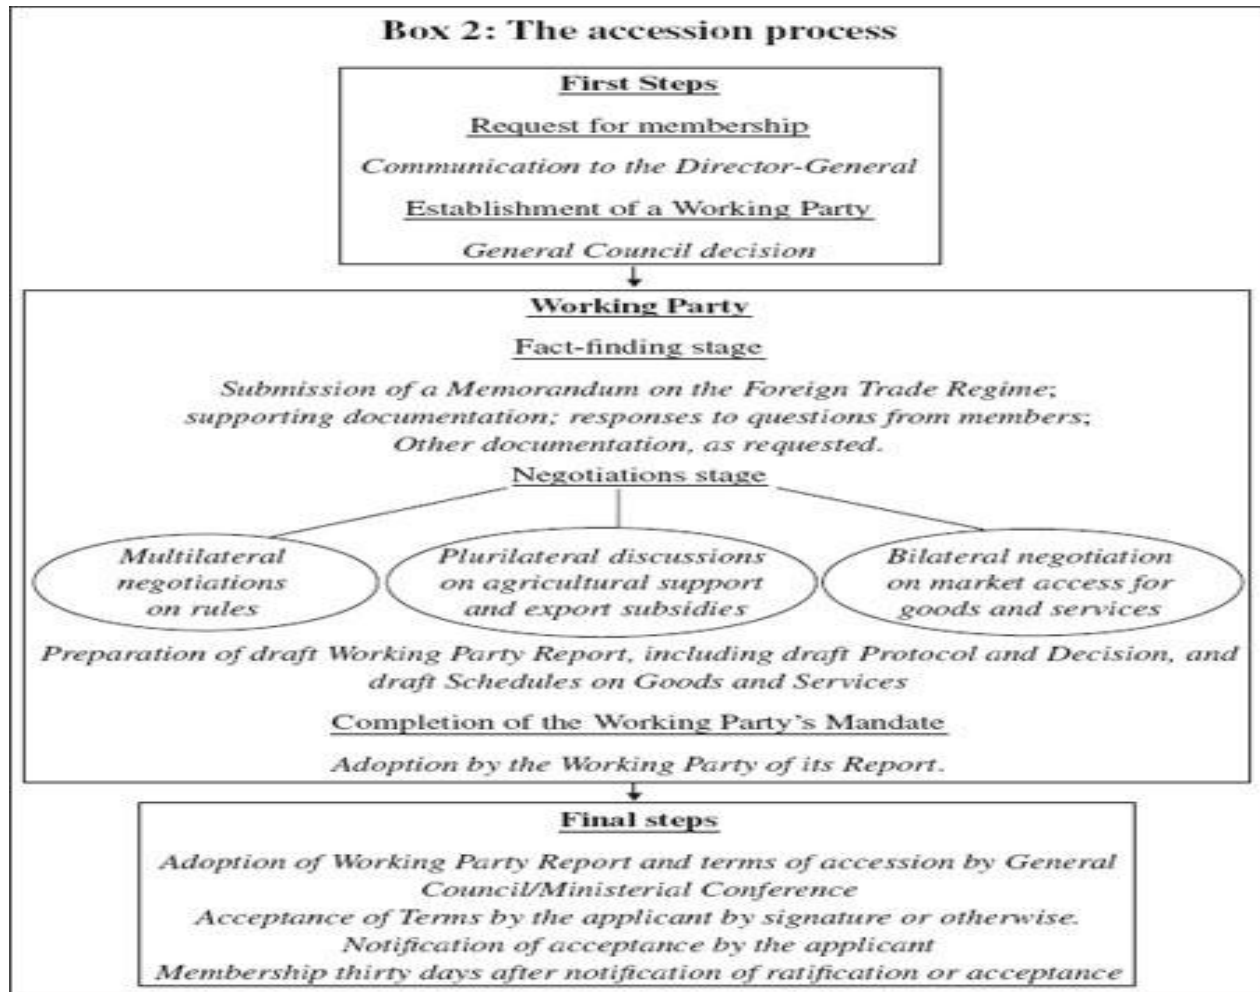 Box 2: The accession process
First Steps
Request for membership
Communication to the Director-General
Establishment of a Working Party
General Council decision
Working Party
Fact-finding stage
Submission of a Memorandum on the Foreign Trade Regime;
supporting documentation; responses to questions from members;
Other documentation, as requested.
Negotiations stage
Multilateral
negotiations
on rules
Plurilateral discussions
on agricultural support
and export subsidies
Bilateral negotiation
on market access for
goods and services
Preparation of draft Working Party Report, including draft Protocol and Decision, and
draft Schedules on Goods and Services
Completion of the Working Party's Mandate
Adoption by the Working Party of its Report.
Final steps
Adoption of Working Party Report and terms of accession by General
Council/Ministerial Conference
Acceptance of Terms by the applicant by signature or otherwise.
Notification of acceptance by the applicant
Membership thirty days after notification of ratification or acceptance